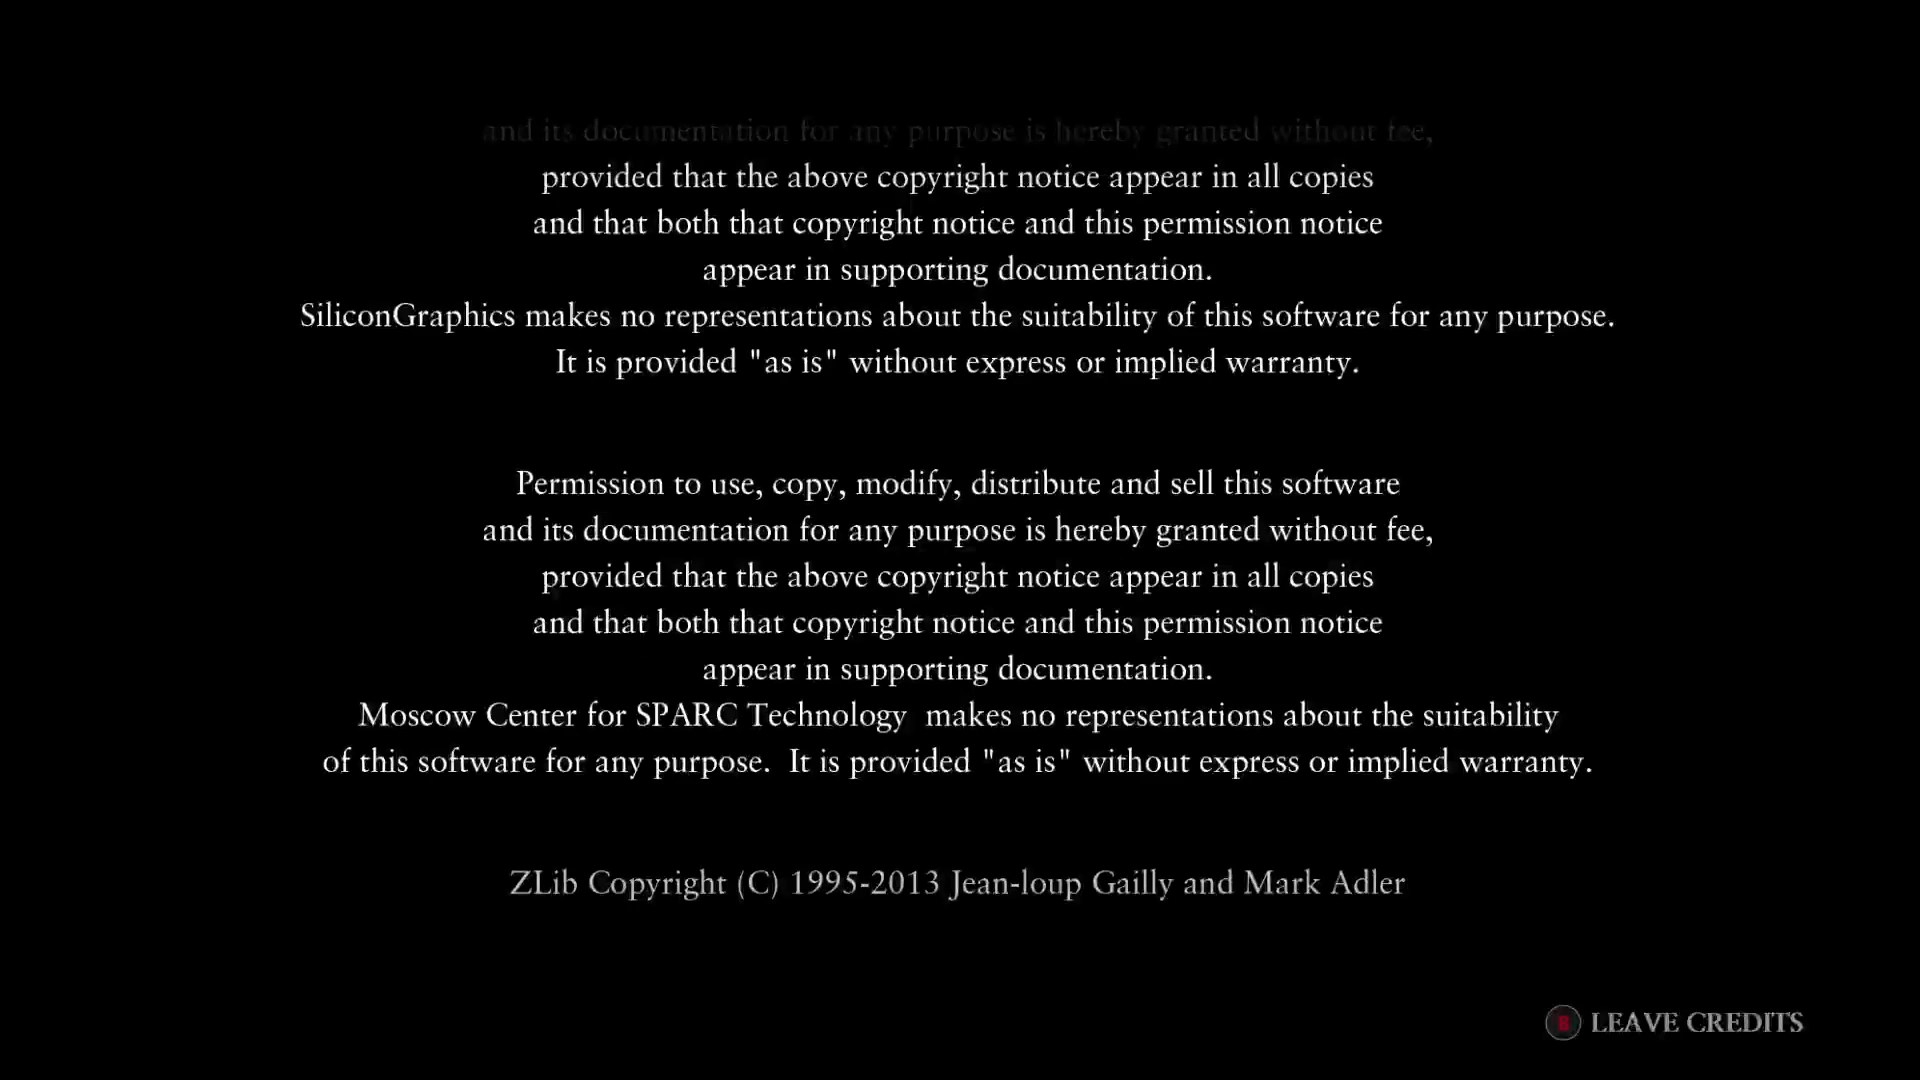 and its documentation for any purpose is hereby granted without fee,
provided that the above copyright notice appear in all copies
and that both that copyright notice and this permission notice
appear in supporting documentation.
SiliconGraphics makes no representations about the suitability of this software for any purpose.
It is provided "as is" without express or implied warranty.
Permission to use, copy, modify, distribute and sell this software
and its documentation for any purpose is hereby granted without fee,
provided that the above copyright notice appear in all copies
and that both that copyright notice and this permission notice
appear in supporting documentation.
Moscow Center for SPARC Technology  makes no representations about the suitability
of this software for any purpose.  It is provided "as is" without express or implied warranty.
ZLib Copyright (C) 1995-2013 Jean-loup Gailly and Mark Adler
B LEAVE CREDITS